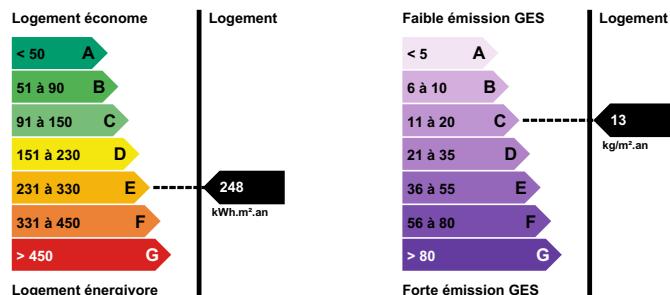 Logement économe
Logement
< 50 A
51 à 90 B
91 à 150 C
151 à 230 D
231 à 330 E
331 à 450 F
> 450 G
248
kWh.m².an
Logement énergivore
Faible émission GES
Logement
< 5 A
6 à 10 B
11 à 20 C
21 à 35 D
36 à 55 E
56 à 80 F
> 80 G
13
kg/m².an
Forte émission GES